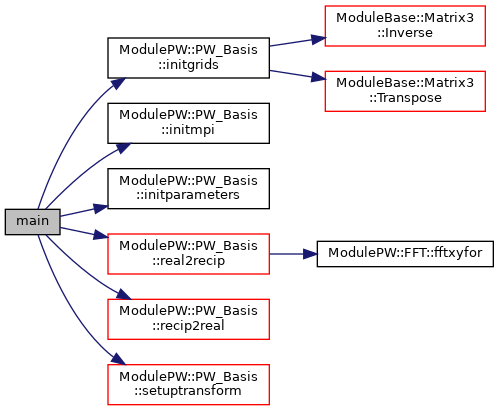 main
ModulePW::PW_Basis
::initgrids
ModulePW::PW_Basis
::initmpi
ModulePW::PW_Basis
::initparameters
ModulePW::PW_Basis
::real2recip
ModulePW::PW_Basis
::recip2real
ModulePW::PW_Basis
::setuptransform
ModuleBase::Matrix3
::Inverse
ModuleBase::Matrix3
::Transpose
ModulePW::FFT::fftxyfor